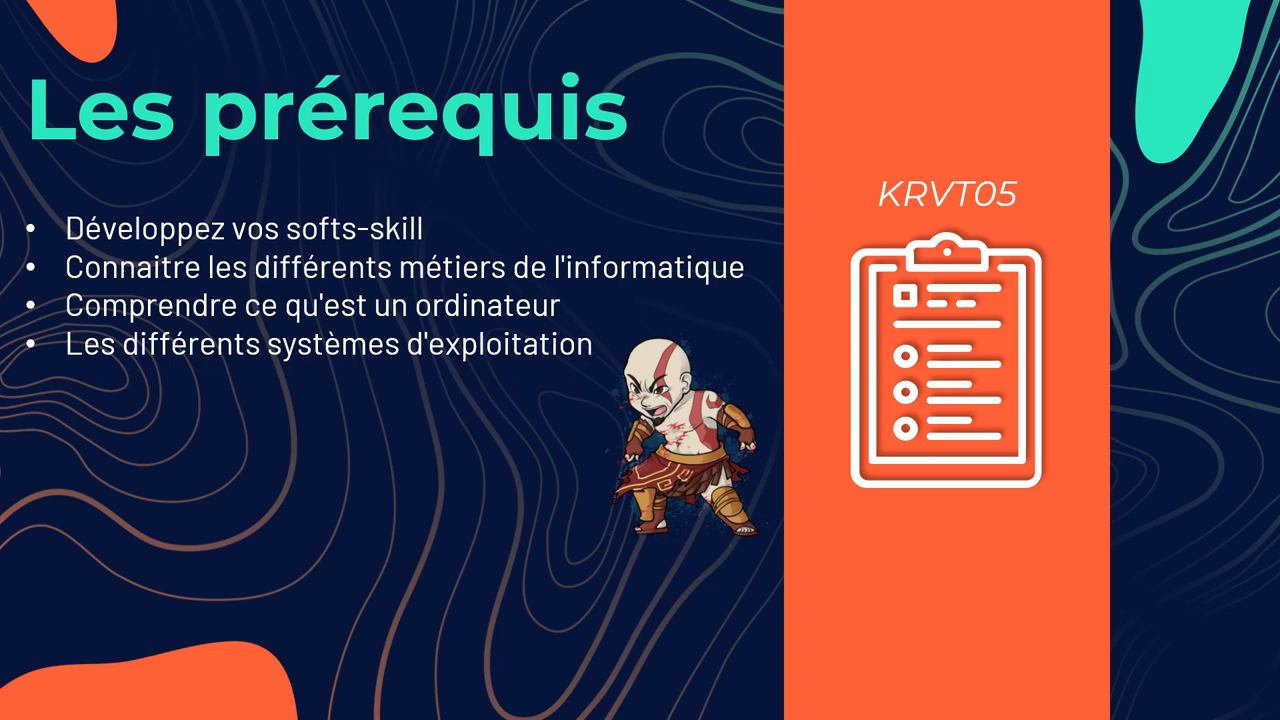 Les prérequis
• Développez vos softs-skill
• Connaitre les différents métiers de l'informatique
• Comprendre ce qu'est un ordinateur
• Les différents systèmes d'exploitation
KRVT05